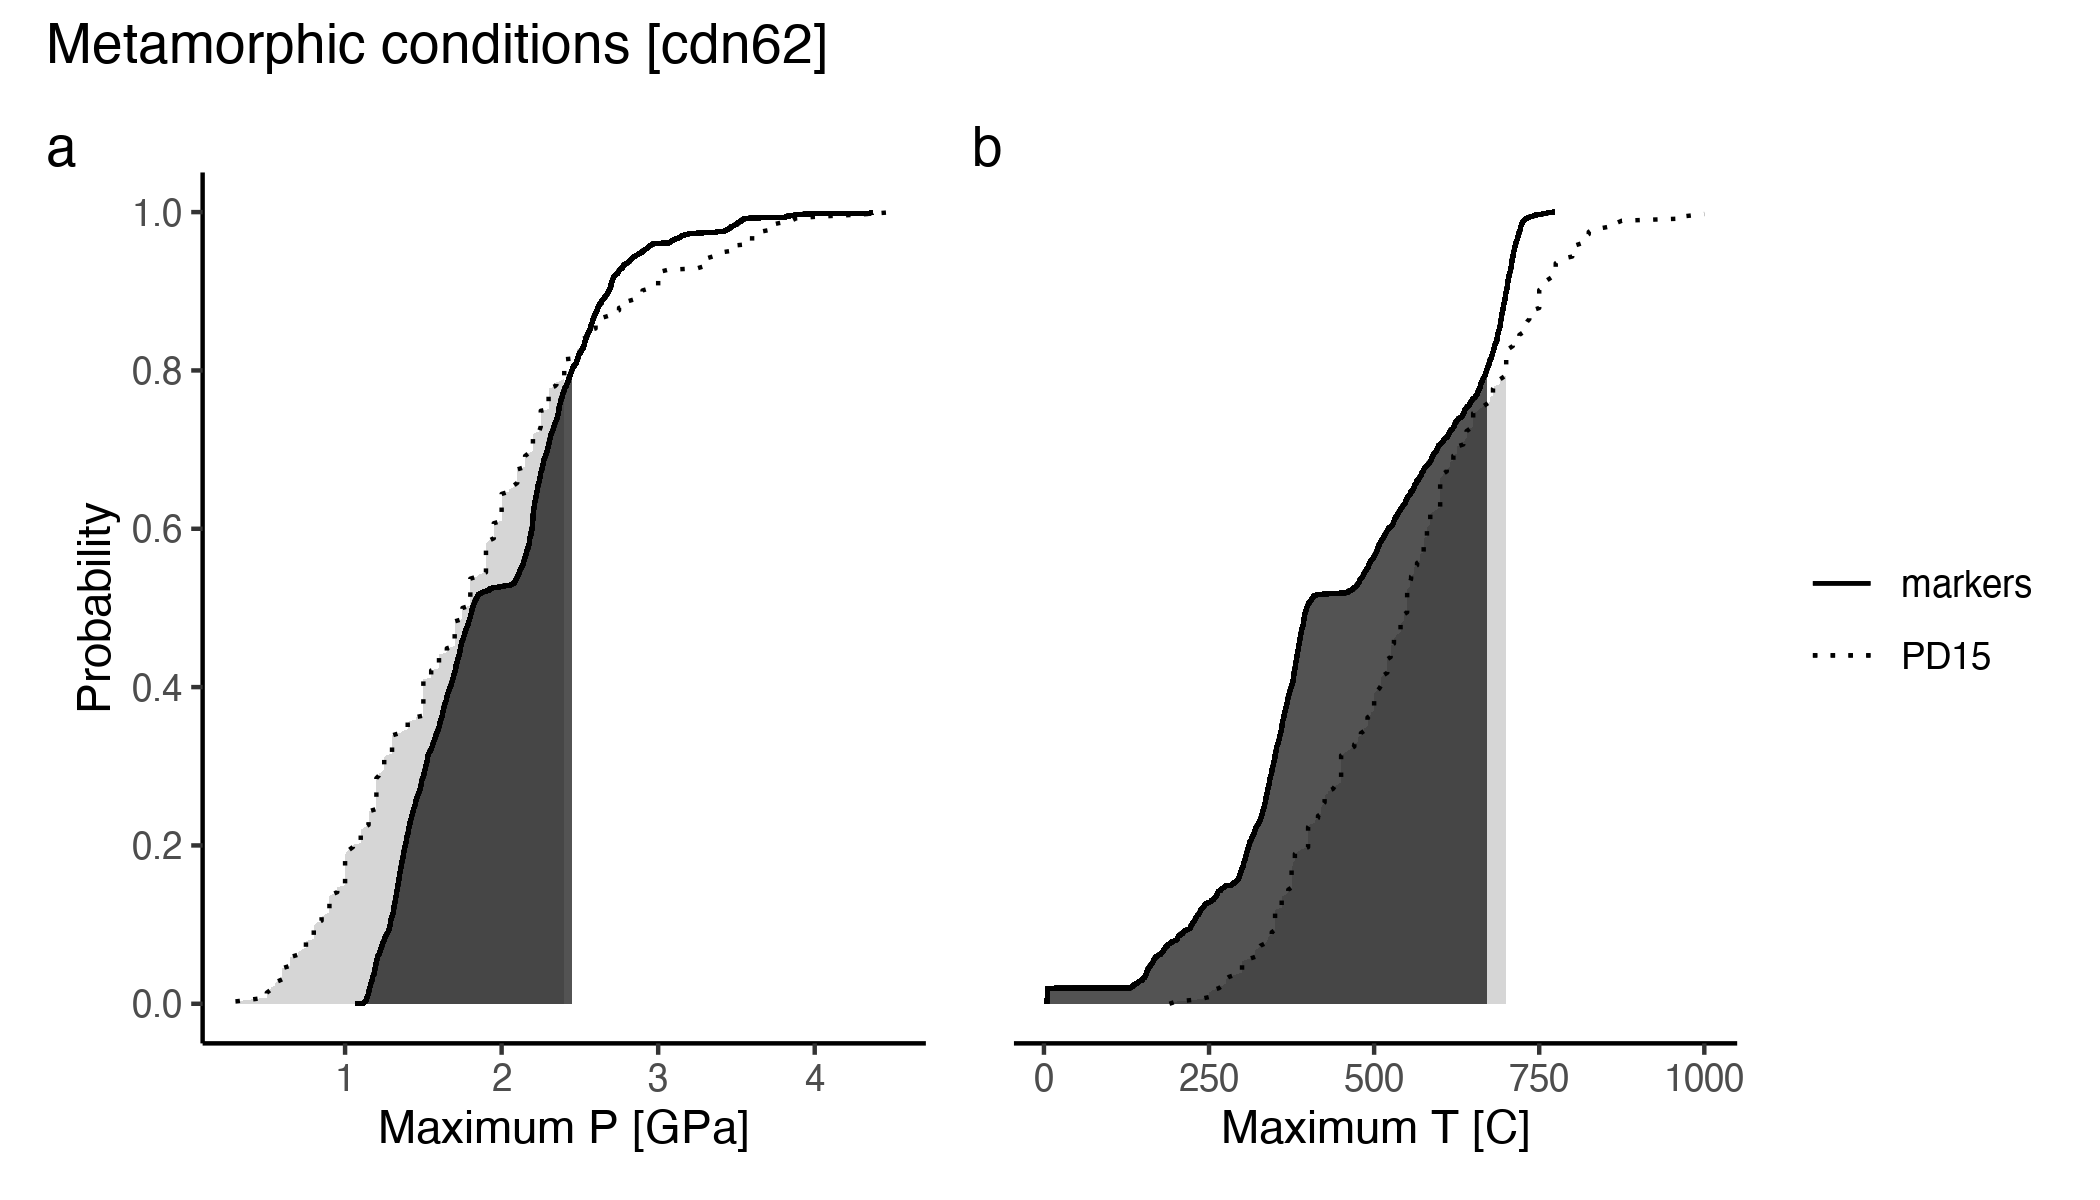 Metamorphic conditions [cdn62]
a
b
1.0
0.8
0.6
0.4
0.2
0.0
Probability
1 2 3 4
Maximum P [GPa]
0 250 500 750 1000
Maximum T [C]
markers
PD15